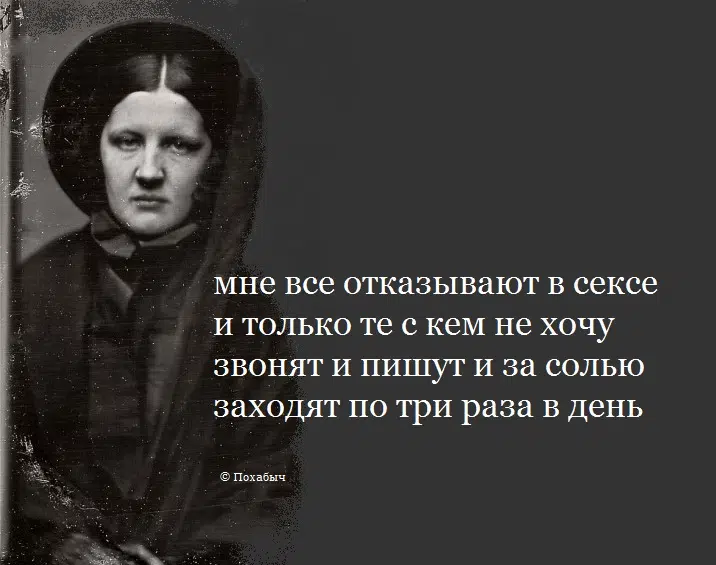 мне все отказывают в сексе
и только те с кем не хочу
звонят и пишут и за солью
заходят по три раза в день
© Похабыч